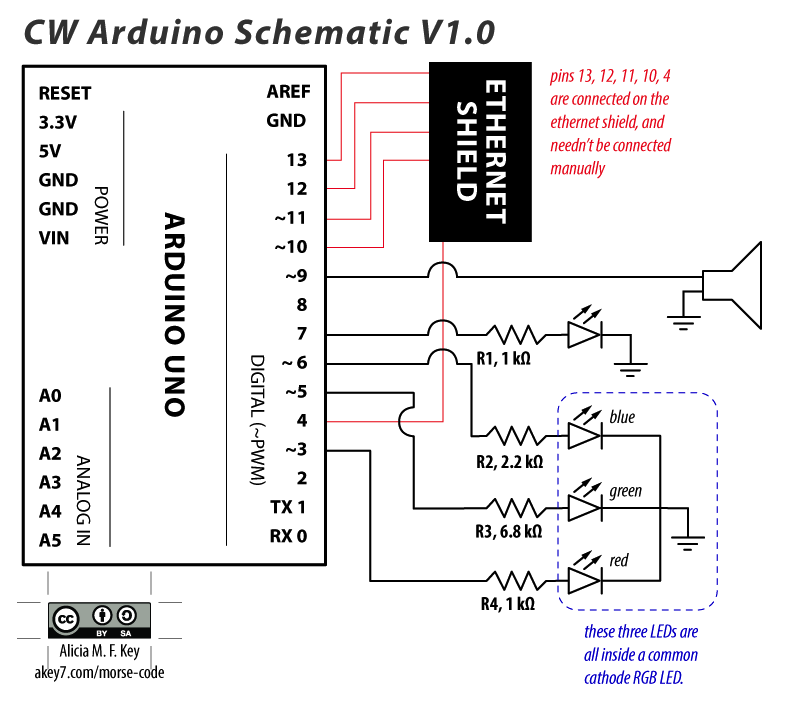 CW Arduino Schematic V1.0
RESET
3.3V
5V
GND
GND
VIN
POWER
A0
A1
A2
A3
A4
A5
ANALOG IN
ARDUINO UNO
AREF
GND
13
12
~11
~10
~9
8
7
~ 6
~5
4
~3
2
TX 1
RX 0
DIGITAL (~PWM)
ETHERNET
SHIELD
pins 13, 12, 11, 10, 4
are connected on the
ethernet shield, and
needn't be connected
manually
R1, 1 kΩ
R2, 2.2 kΩ
R3, 6.8 kΩ
R4, 1 kΩ
blue
green
red
these three LEDs are
all inside a common
cathode RGB LED.
cc
BY SA
Alicia M. F. Key
akey7.com/morse-code